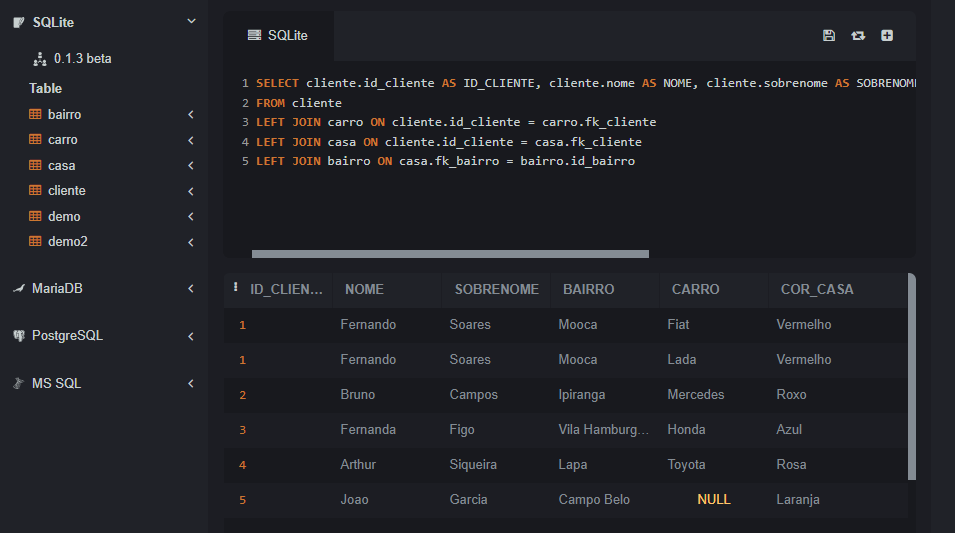 SQLite
0.1.3 beta
Table
bairro
carro
casa
cliente
demo
demo2
MariaDB
PostgreSQL
MS SQL
SQLite
1 SELECT cliente.id_cliente AS ID_CLIENTE, cliente.nome AS NOME, cliente.sobrenome AS SOBRENOME
2 FROM cliente
3 LEFT JOIN carro ON cliente.id_cliente = carro.fk_cliente
4 LEFT JOIN casa ON cliente.id_cliente = casa.fk_cliente
5 LEFT JOIN bairro ON casa.fk_bairro = bairro.id_bairro
ID_CLIEN... NOME SOBRENOME BAIRRO CARRO COR_CASA
1 Fernando Soares Mooca Fiat Vermelho
1 Fernando Soares Mooca Lada Vermelho
2 Bruno Campos Ipiranga Mercedes Roxo
3 Fernanda Figo Vila Hamburg... Honda Azul
4 Arthur Siqueira Lapa Toyota Rosa
5 Joao Garcia Campo Belo NULL Laranja